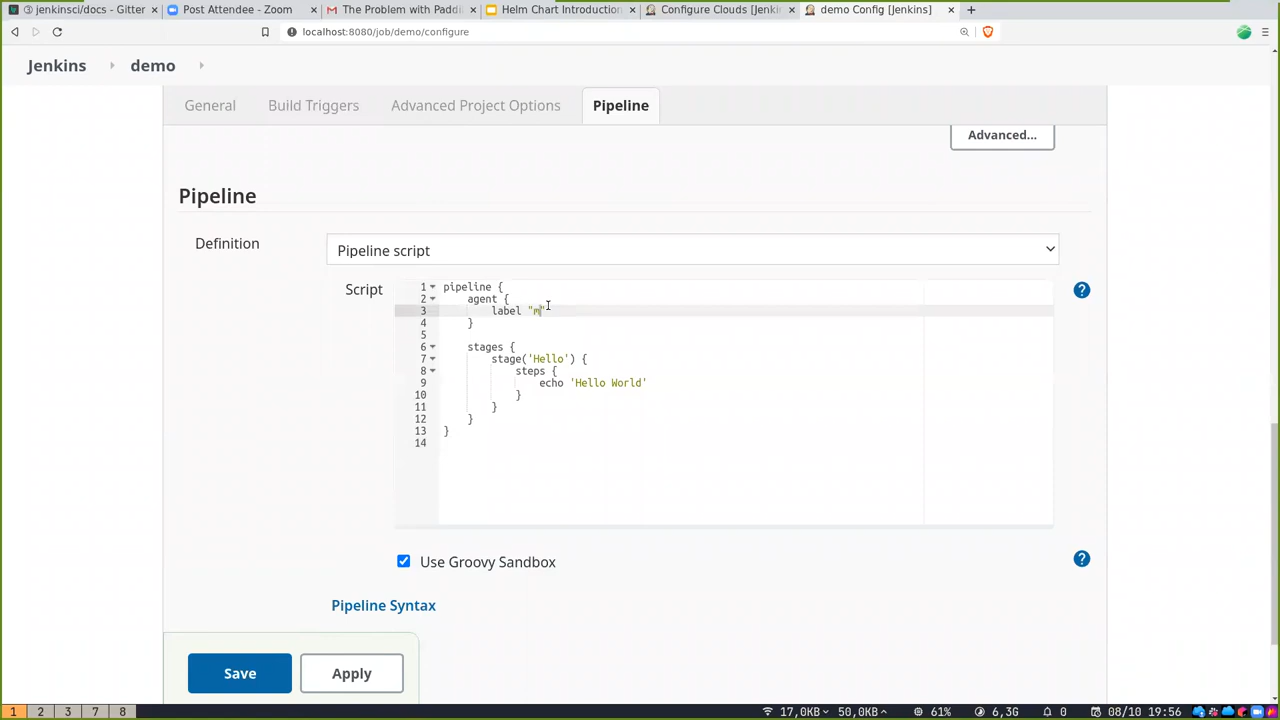 ③ jenkinsci/docs - Gitter
Post Attendee - Zoom
The Problem with Paddi
Helm Chart Introduction
Configure Clouds [Jenkin
demo Config [Jenkins]
localhost:8080/job/demo/configure
Jenkins
demo
General
Build Triggers
Advanced Project Options
Pipeline
Advanced...
Pipeline
Definition
Pipeline script
Script
1 pipeline {
2 agent {
3 label "m"
4 }
5
6 stages {
7 stage('Hello') {
8 steps {
9 echo 'Hello World'
10 }
11 }
12 }
13 }
14
Use Groovy Sandbox
Pipeline Syntax
Save
Apply
1 2 3 7 8
17,0KB 50,0KB 61% 6,3G 0 08/10 19:56